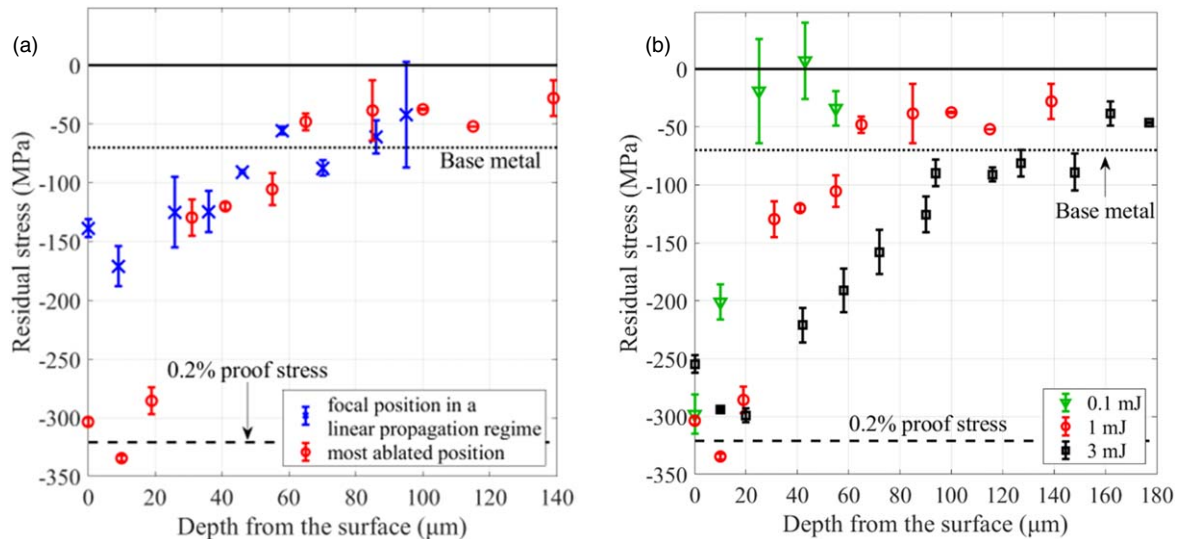 (a)
0
-50
-100
-150
-200
-250
-300
-350
Residual stress (MPa)
Base metal
0.2% proof stress
focal position in a
linear propagation regime
most ablated position
0 20 40 60 80 100 120 140
Depth from the surface (μm)
(b)
0
-50
-100
-150
-200
-250
-300
-350
Residual stress (MPa)
Base metal
0.2% proof stress
0.1 mJ
1 mJ
3 mJ
0 20 40 60 80 100 120 140 160 180
Depth from the surface (μm)